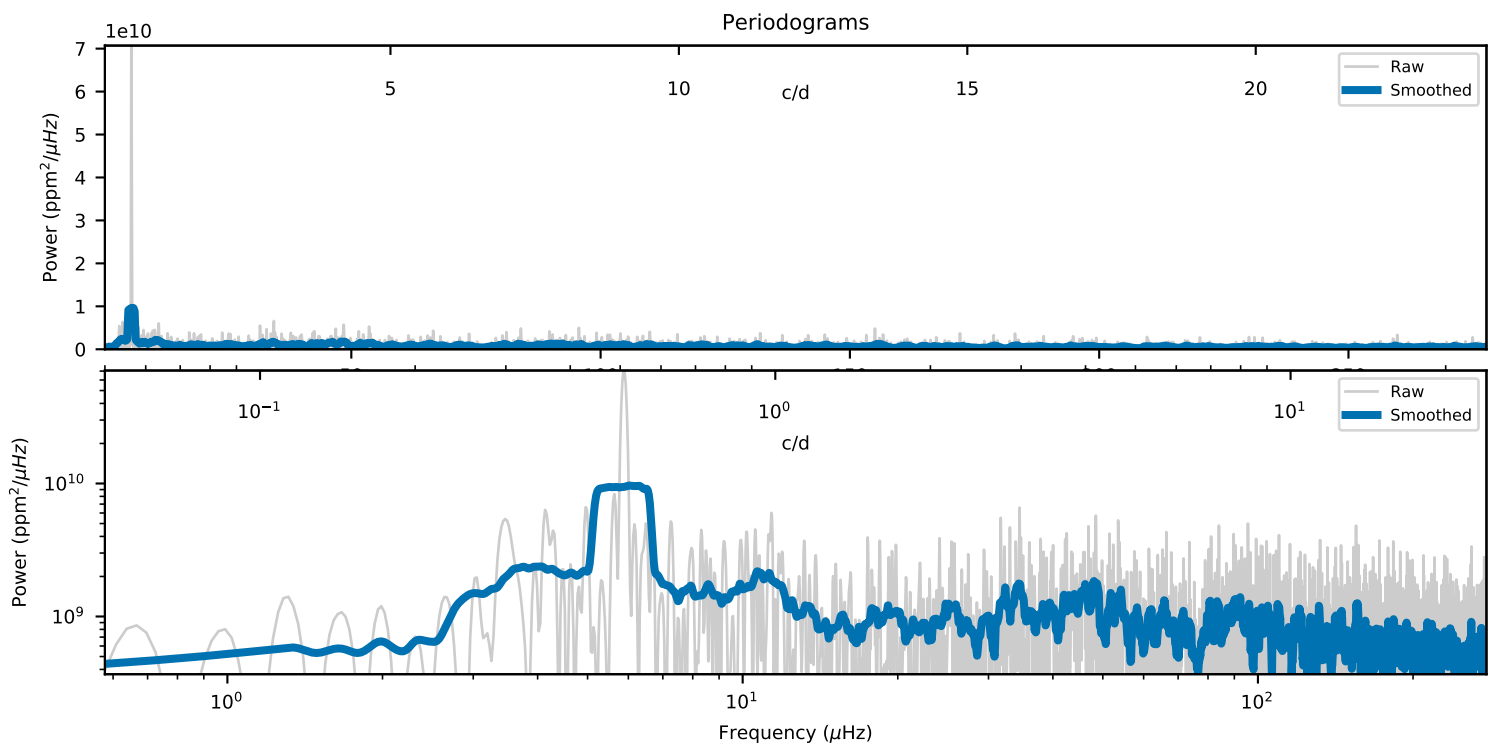 Periodograms
1e10
7
6
5
4
3
2
1
0
Power (ppm²/μHz)
5 10 15 20
c/d
Raw
Smoothed
10⁻¹ 10⁰ 10¹
c/d
Raw
Smoothed
10¹⁰
10⁹
Power (ppm²/μHz)
10⁰ 10¹ 10²
Frequency (μHz)